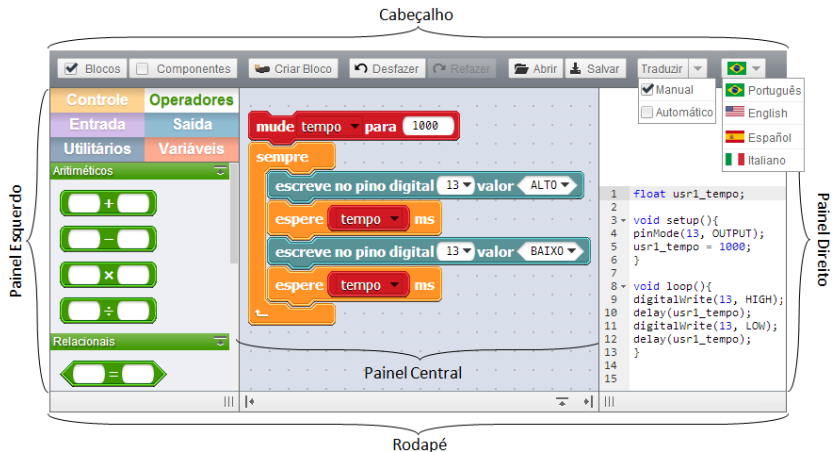 Cabeçalho
Blocos Componentes Criar Bloco Desfazer Refazer Abrir Salvar Traduzir
Manual
Automático
Português
English
Español
Italiano
Controle Operadores
Entrada Saída
Utilitários Variáveis
Aritiméticos
+
−
×
÷
Relacionais
=
mude tempo para 1000
sempre
escreve no pino digital 13 valor ALTO
espere tempo ms
escreve no pino digital 13 valor BAIXO
espere tempo ms
1 float usr1_tempo;
2
3 void setup(){
4 pinMode(13, OUTPUT);
5 usr1_tempo = 1000;
6 }
7
8 void loop(){
9 digitalWrite(13, HIGH);
10 delay(usr1_tempo);
11 digitalWrite(13, LOW);
12 delay(usr1_tempo);
13 }
14
15
Painel Esquerdo
Painel Central
Painel Direito
Rodapé